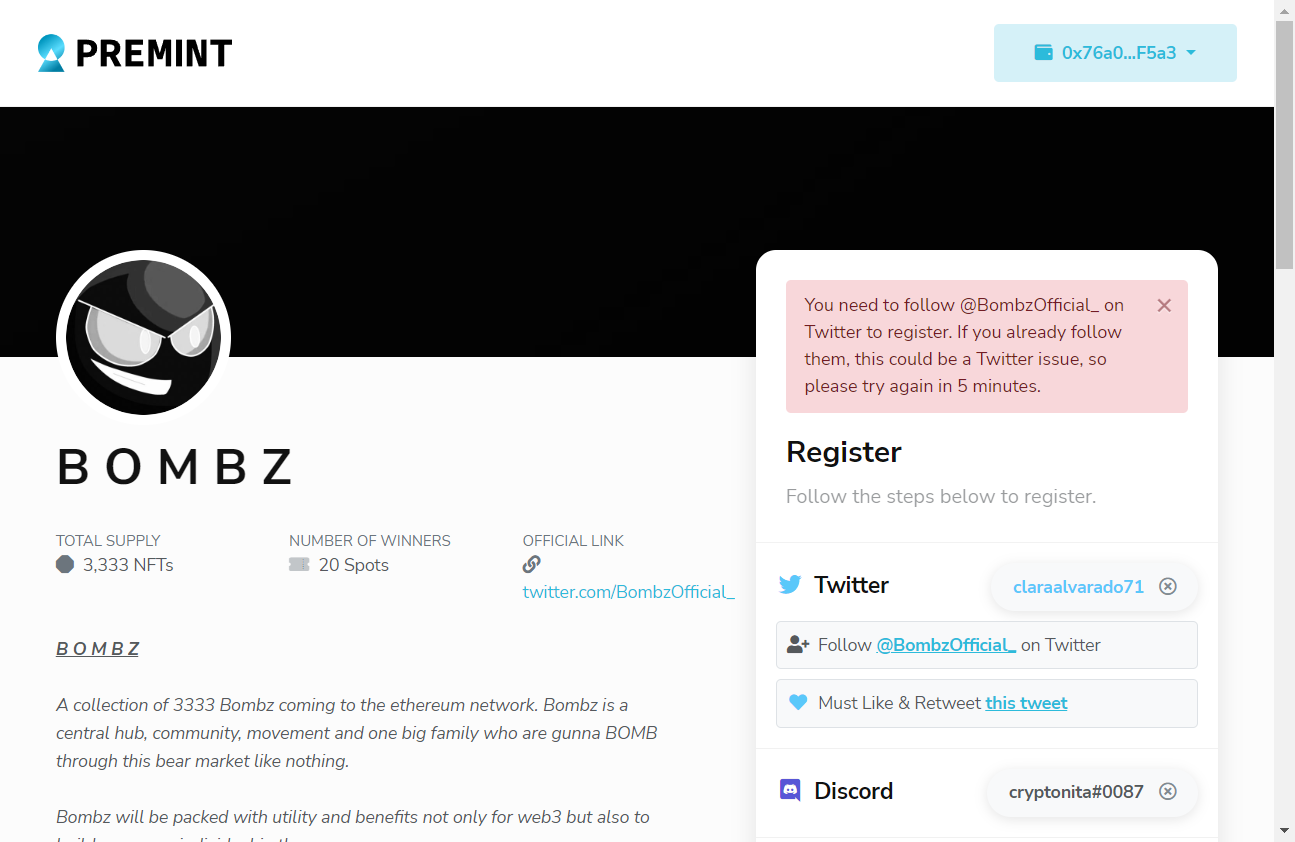 PREMINT
0x76a0...F5a3
You need to follow @BombzOfficial_ on
Twitter to register. If you already follow
them, this could be a Twitter issue, so
please try again in 5 minutes.
Register
Follow the steps below to register.
B O M B Z
TOTAL SUPPLY
3,333 NFTs
NUMBER OF WINNERS
20 Spots
OFFICIAL LINK
twitter.com/BombzOfficial_
B O M B Z
A collection of 3333 Bombz coming to the ethereum network. Bombz is a
central hub, community, movement and one big family who are gunna BOMB
through this bear market like nothing.
Bombz will be packed with utility and benefits not only for web3 but also to
Twitter
claraalvarado71
Follow @BombzOfficial_ on Twitter
Must Like & Retweet this tweet
Discord
cryptonita#0087